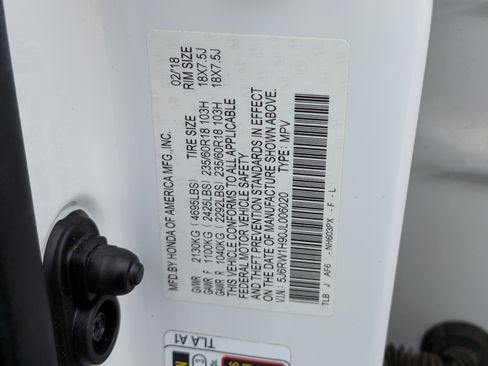 MFD.BY HONDA OF AMERICA MFG.,INC. 02/18
TIRE SIZE RIM SIZE
GVWR 2130KG (4695LBS)
GAWR F 1100KG (2425LBS) 235/60R18 103H 18X7.5J
GAWR R 1040KG (2292LBS) 235/60R18 103H 18X7.5J
THIS VEHICLE CONFORMS TO ALL APPLICABLE
FEDERAL MOTOR VEHICLE SAFETY
AND THEFT PREVENTION STANDARDS IN EFFECT
ON THE DATE OF MANUFACTURE SHOWN ABOVE.
V.I.N: 5J6RW1H90JL006020 TYPE: MPV
TLB J AF6 -NH603PX -F-L
TLA A1